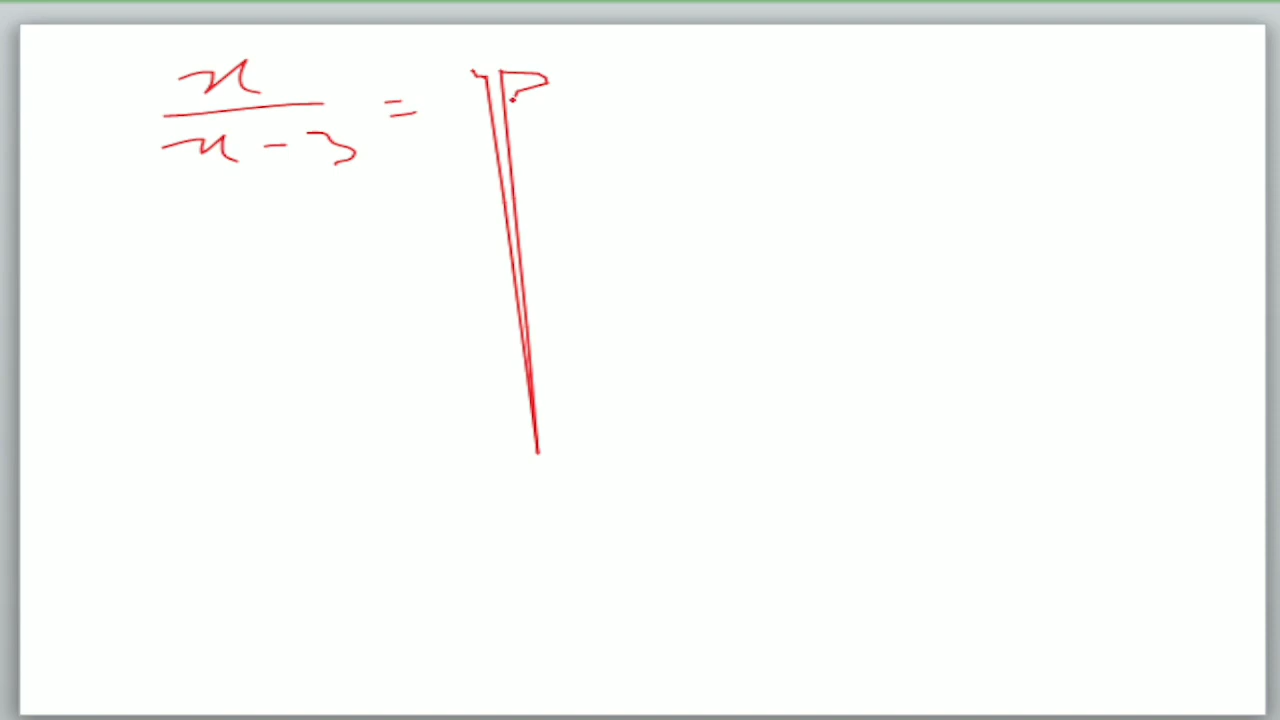 x
x - 3 = p